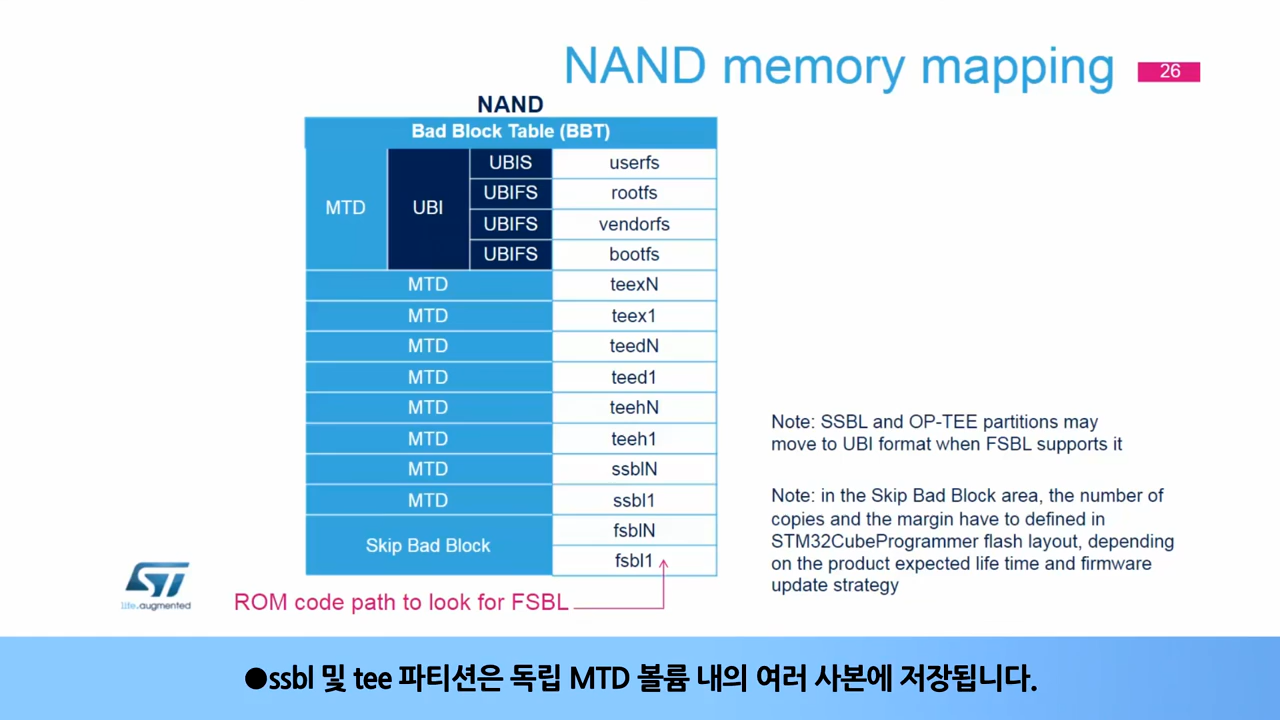 NAND memory mapping
26
NAND
Bad Block Table (BBT)
MTD
UBI
UBIS
userfs
UBIFS
rootfs
UBIFS
vendorfs
UBIFS
bootfs
MTD
teexN
MTD
teex1
MTD
teedN
MTD
teed1
MTD
teehN
MTD
teeh1
MTD
ssblN
MTD
ssbl1
Skip Bad Block
fsblN
fsbl1
Note: SSBL and OP-TEE partitions may
move to UBI format when FSBL supports it
Note: in the Skip Bad Block area, the number of
copies and the margin have to defined in
STM32CubeProgrammer flash layout, depending
on the product expected life time and firmware
update strategy
ST
life.augmented
ROM code path to look for FSBL
●ssbl 및 tee 파티션은 독립 MTD 볼륨 내의 여러 사본에 저장됩니다.